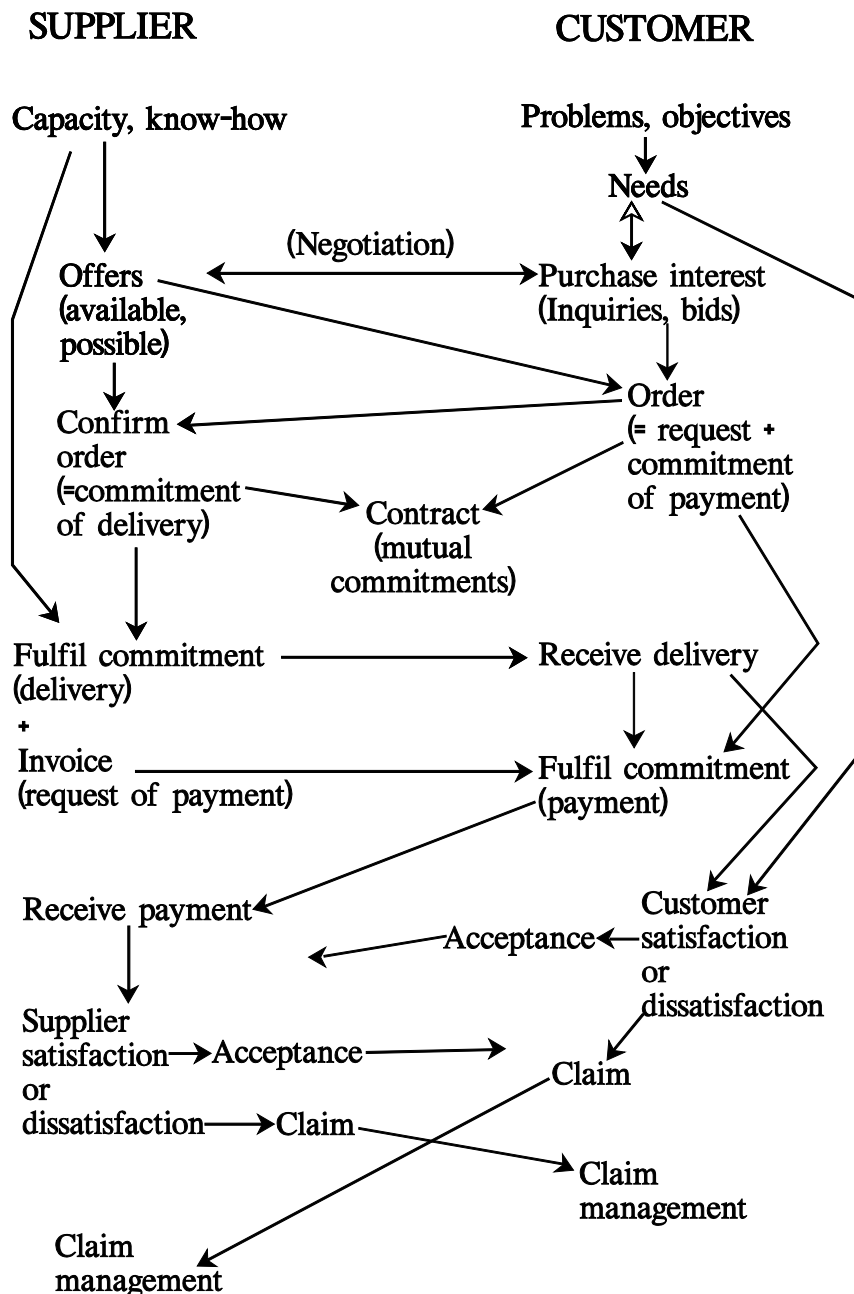 SUPPLIER
CUSTOMER
Capacity, know-how
Problems, objectives
Needs
(Negotiation)
Offers
(available,
possible)
Purchase interest
(Inquiries, bids)
Order
(= request +
commitment
of payment)
Confirm
order
(=commitment
of delivery)
Contract
(mutual
commitments)
Fulfil commitment
(delivery)
+
Invoice
(request of payment)
Receive delivery
Fulfil commitment
(payment)
Receive payment
Customer
satisfaction
or
dissatisfaction
Acceptance
Supplier
satisfaction
or
dissatisfaction
Acceptance
Claim
Claim
Claim
management
Claim
management